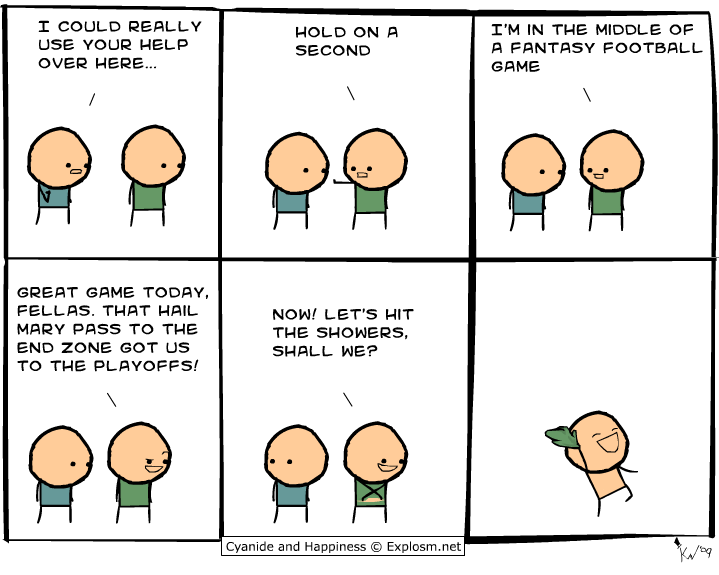 I COULD REALLY
USE YOUR HELP
OVER HERE...
HOLD ON A
SECOND
I'M IN THE MIDDLE OF
A FANTASY FOOTBALL
GAME
GREAT GAME TODAY,
FELLAS. THAT HAIL
MARY PASS TO THE
END ZONE GOT US
TO THE PLAYOFFS!
NOW! LET'S HIT
THE SHOWERS,
SHALL WE?
Cyanide and Happiness © Explosm.net